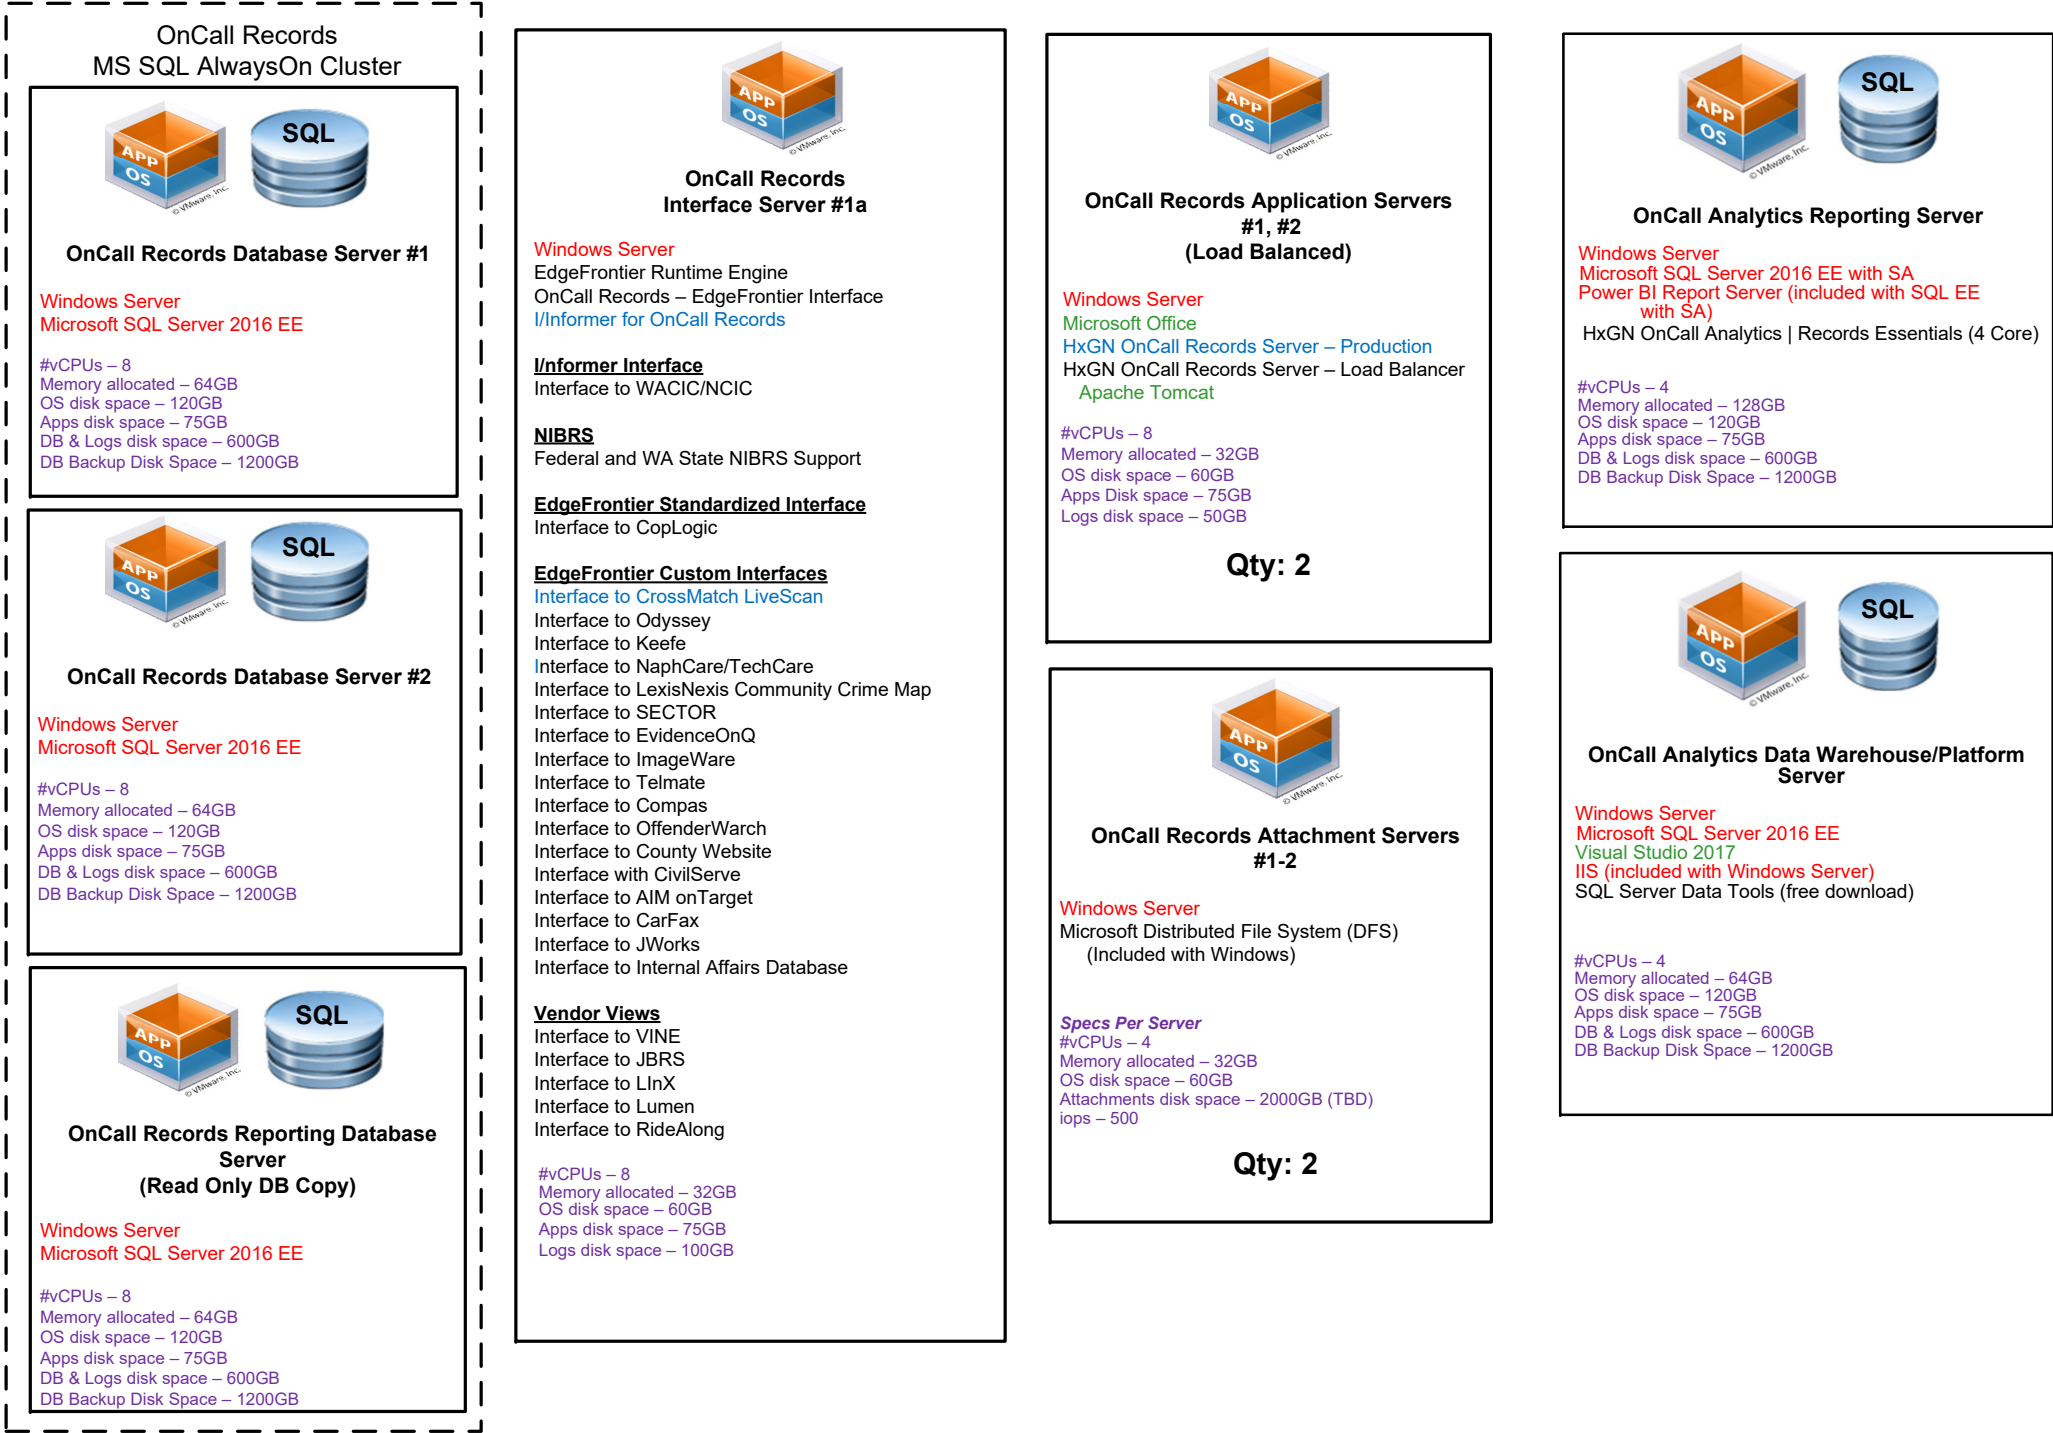 OnCall Records
MS SQL AlwaysOn Cluster
APP
OS
© VMware, Inc.
SQL
OnCall Records Database Server #1
Windows Server
Microsoft SQL Server 2016 EE
#vCPUs – 8
Memory allocated – 64GB
OS disk space – 120GB
Apps disk space – 75GB
DB & Logs disk space – 600GB
DB Backup Disk Space – 1200GB
APP
OS
© VMware, Inc.
SQL
OnCall Records Database Server #2
Windows Server
Microsoft SQL Server 2016 EE
#vCPUs – 8
Memory allocated – 64GB
OS disk space – 120GB
Apps disk space – 75GB
DB & Logs disk space – 600GB
DB Backup Disk Space – 1200GB
APP
OS
© VMware, Inc.
SQL
OnCall Records Reporting Database
Server
(Read Only DB Copy)
Windows Server
Microsoft SQL Server 2016 EE
#vCPUs – 8
Memory allocated – 64GB
OS disk space – 120GB
Apps disk space – 75GB
DB & Logs disk space – 600GB
DB Backup Disk Space – 1200GB
APP
OS
© VMware, Inc.
OnCall Records
Interface Server #1a
Windows Server
EdgeFrontier Runtime Engine
OnCall Records – EdgeFrontier Interface
I/Informer for OnCall Records
I/nformer Interface
Interface to WACIC/NCIC
NIBRS
Federal and WA State NIBRS Support
EdgeFrontier Standardized Interface
Interface to CopLogic
EdgeFrontier Custom Interfaces
Interface to CrossMatch LiveScan
Interface to Odyssey
Interface to Keefe
Interface to NaphCare/TechCare
Interface to LexisNexis Community Crime Map
Interface to SECTOR
Interface to EvidenceOnQ
Interface to ImageWare
Interface to Telmate
Interface to Compas
Interface to OffenderWarch
Interface to County Website
Interface with CivilServe
Interface to AIM onTarget
Interface to CarFax
Interface to JWorks
Interface to Internal Affairs Database
Vendor Views
Interface to VINE
Interface to JBRS
Interface to LInX
Interface to Lumen
Interface to RideAlong
#vCPUs – 8
Memory allocated – 32GB
OS disk space – 60GB
Apps disk space – 75GB
Logs disk space – 100GB
APP
OS
© VMware, Inc.
OnCall Records Application Servers
#1, #2
(Load Balanced)
Windows Server
Microsoft Office
HxGN OnCall Records Server – Production
HxGN OnCall Records Server – Load Balancer
Apache Tomcat
#vCPUs – 8
Memory allocated – 32GB
OS disk space – 60GB
Apps Disk space – 75GB
Logs disk space – 50GB
Qty: 2
APP
OS
© VMware, Inc.
OnCall Records Attachment Servers
#1-2
Windows Server
Microsoft Distributed File System (DFS)
(Included with Windows)
Specs Per Server
#vCPUs – 4
Memory allocated – 32GB
OS disk space – 60GB
Attachments disk space – 2000GB (TBD)
iops – 500
Qty: 2
APP
OS
© VMware, Inc.
SQL
OnCall Analytics Reporting Server
Windows Server
Microsoft SQL Server 2016 EE with SA
Power BI Report Server (included with SQL EE
with SA)
HxGN OnCall Analytics | Records Essentials (4 Core)
#vCPUs – 4
Memory allocated – 128GB
OS disk space – 120GB
Apps disk space – 75GB
DB & Logs disk space – 600GB
DB Backup Disk Space – 1200GB
APP
OS
© VMware, Inc.
SQL
OnCall Analytics Data Warehouse/Platform
Server
Windows Server
Microsoft SQL Server 2016 EE
Visual Studio 2017
IIS (included with Windows Server)
SQL Server Data Tools (free download)
#vCPUs – 4
Memory allocated – 64GB
OS disk space – 120GB
Apps disk space – 75GB
DB & Logs disk space – 600GB
DB Backup Disk Space – 1200GB